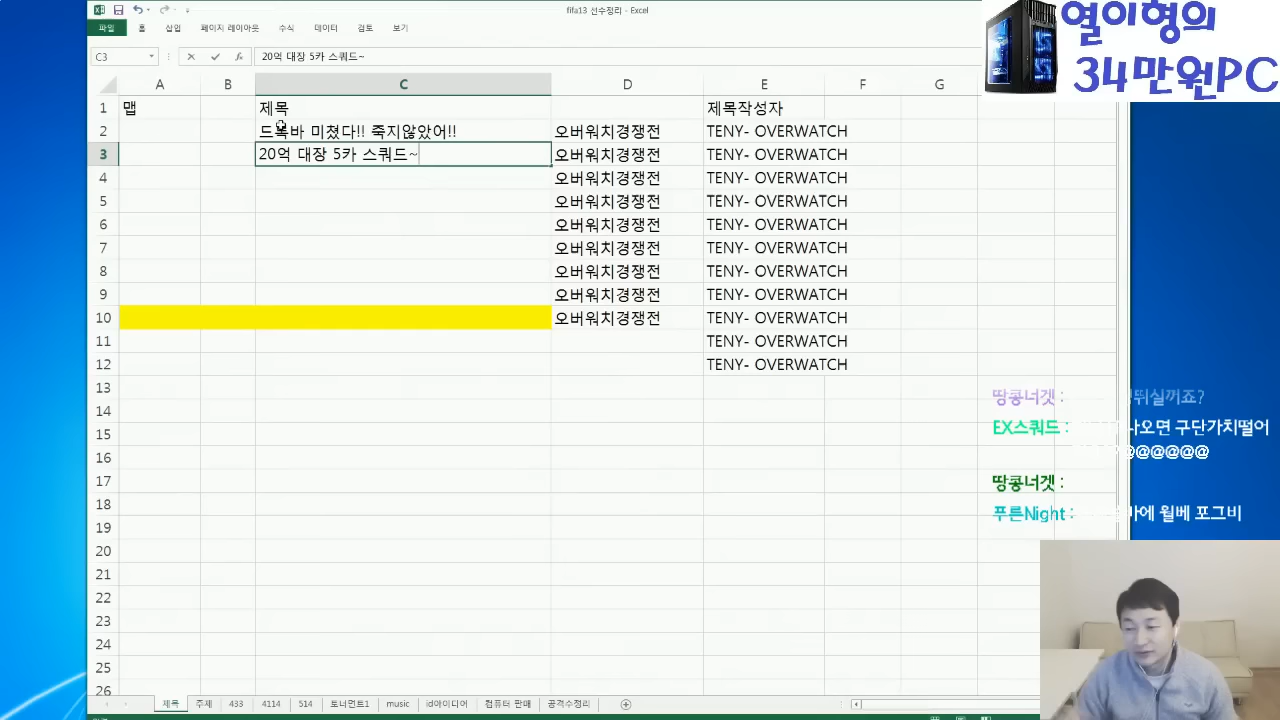 fifa13 선수정리 - Excel
파일 홈 삽입 페이지 레이아웃 수식 데이터 검토 보기
C3 fx 20억 대장 5카 스쿼드~
A B C D E F G
1 맵 제목 제목작성자
2 드록바 미쳤다!! 죽지않았어!! 오버워치경쟁전 TENY- OVERWATCH
3 20억 대장 5카 스쿼드~ 오버워치경쟁전 TENY- OVERWATCH
4 오버워치경쟁전 TENY- OVERWATCH
5 오버워치경쟁전 TENY- OVERWATCH
6 오버워치경쟁전 TENY- OVERWATCH
7 오버워치경쟁전 TENY- OVERWATCH
8 오버워치경쟁전 TENY- OVERWATCH
9 오버워치경쟁전 TENY- OVERWATCH
10 오버워치경쟁전 TENY- OVERWATCH
11 TENY- OVERWATCH
12 TENY- OVERWATCH
13
14
15
16
17
18
19
20
21
22
23
24
25
26
제목 주제 433 4114 514 토너먼트1 music id아이디어 컴퓨터 판매 공격수정리
열이형의
34만원PC
땅콩너겟 :
EX스쿼드 : 구단가치떨어
@@@@@@@
땅콩너겟 :
푸른Night : 월베 포그비